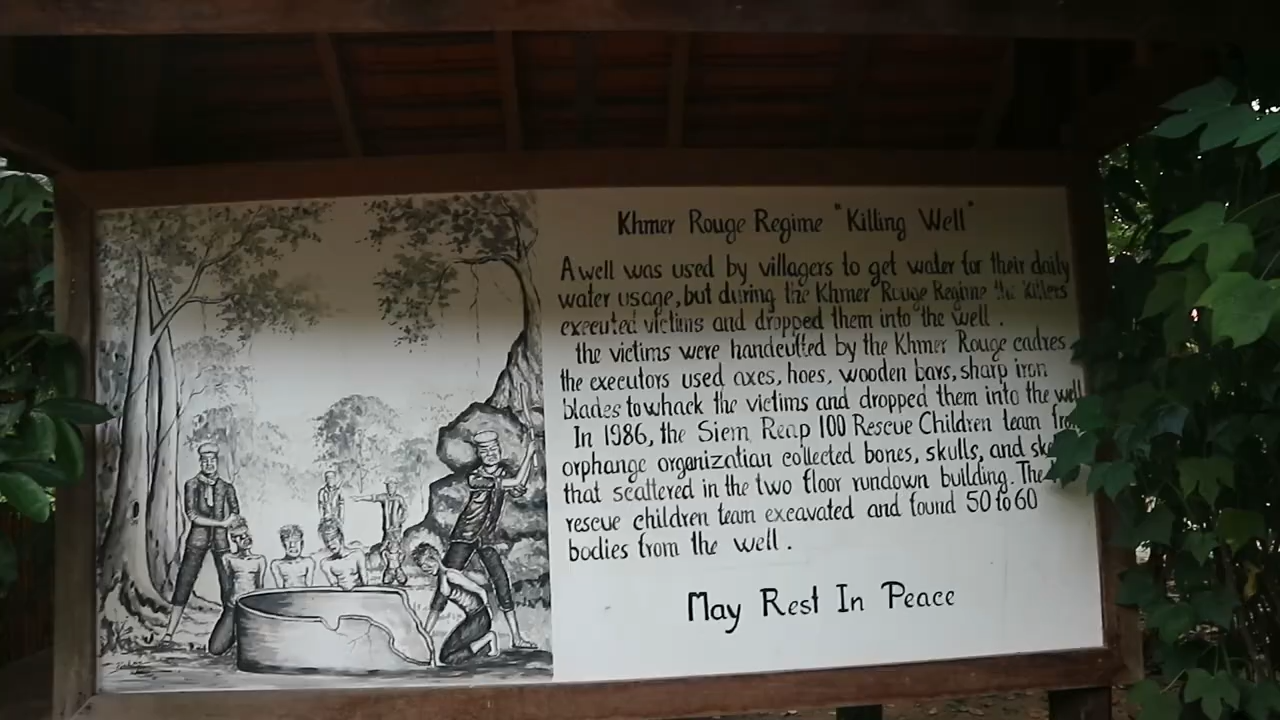 Khmer Rouge Regime "Killing Well"
A well was used by villagers to get water for their daily
water usage, but during the Khmer Rouge Regime the killers
executed victims and dropped them into the well.
the victims were handcuffed by the Khmer Rouge cadres.
the executors used axes, hoes, wooden bars, sharp iron
blades to whack the victims and dropped them into the well
In 1986, the Siem Reap 100 Rescue Children team
orphange organization collected bones, skulls, and
that scattered in the two floor rundown building. The
rescue children team excavated and found 50 to 60
bodies from the well.
May Rest In Peace